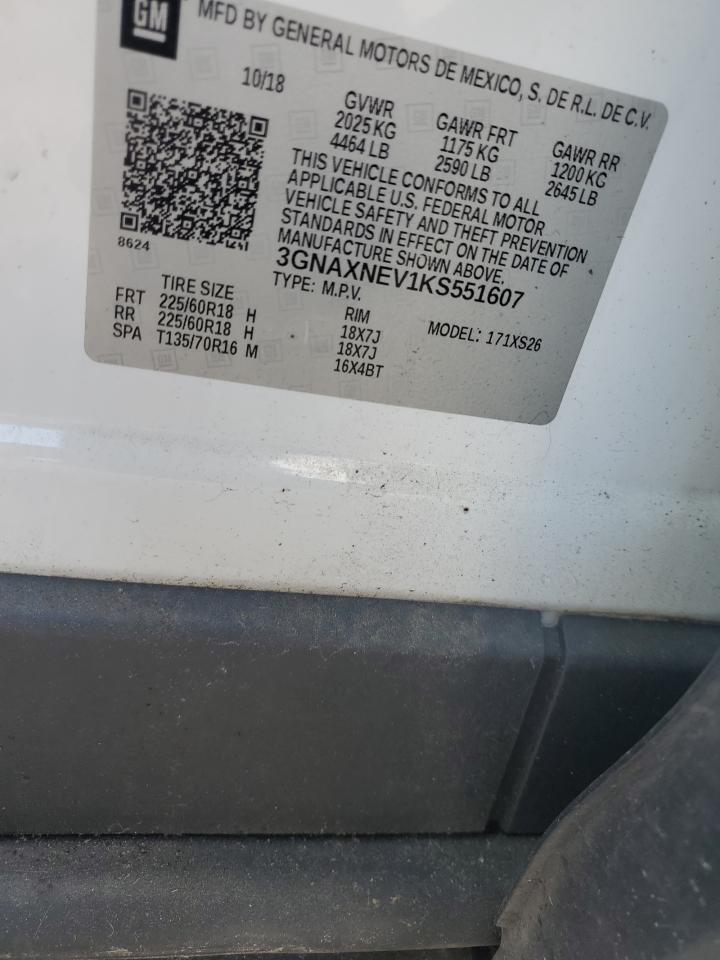 GM
MFD BY GENERAL MOTORS DE MEXICO, S. DE R.L. DE C.V.
10/18
GVWR GAWR FRT GAWR RR
2025 KG 1175 KG 1200 KG
4464 LB 2590 LB 2645 LB
THIS VEHICLE CONFORMS TO ALL
APPLICABLE U.S. FEDERAL MOTOR
VEHICLE SAFETY AND THEFT PREVENTION
STANDARDS IN EFFECT ON THE DATE OF
MANUFACTURE SHOWN ABOVE.
8624
3GNAXNEV1KS551607
TYPE: M.P.V. MODEL: 171XS26
TIRE SIZE RIM
FRT 225/60R18 H 18X7J
RR 225/60R18 H 18X7J
SPA T135/70R16 M 16X4BT